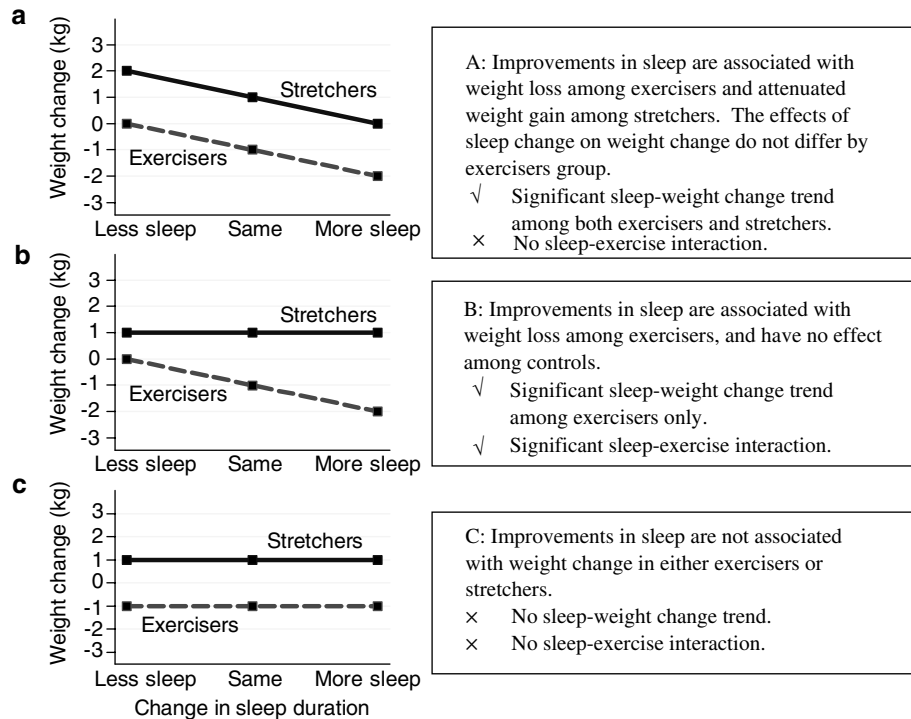 a
Weight change (kg)
3
2
1
0
-1
-2
-3
Stretchers
Exercisers
Less sleep Same More sleep
A: Improvements in sleep are associated with
weight loss among exercisers and attenuated
weight gain among stretchers. The effects of
sleep change on weight change do not differ by
exercisers group.
√ Significant sleep-weight change trend
among both exercisers and stretchers.
× No sleep-exercise interaction.
b
Weight change (kg)
3
2
1
0
-1
-2
-3
Stretchers
Exercisers
Less sleep Same More sleep
B: Improvements in sleep are associated with
weight loss among exercisers, and have no effect
among controls.
√ Significant sleep-weight change trend
among exercisers only.
√ Significant sleep-exercise interaction.
c
Weight change (kg)
3
2
1
0
-1
-2
-3
Stretchers
Exercisers
Less sleep Same More sleep
Change in sleep duration
C: Improvements in sleep are not associated
with weight change in either exercisers or
stretchers.
× No sleep-weight change trend.
× No sleep-exercise interaction.